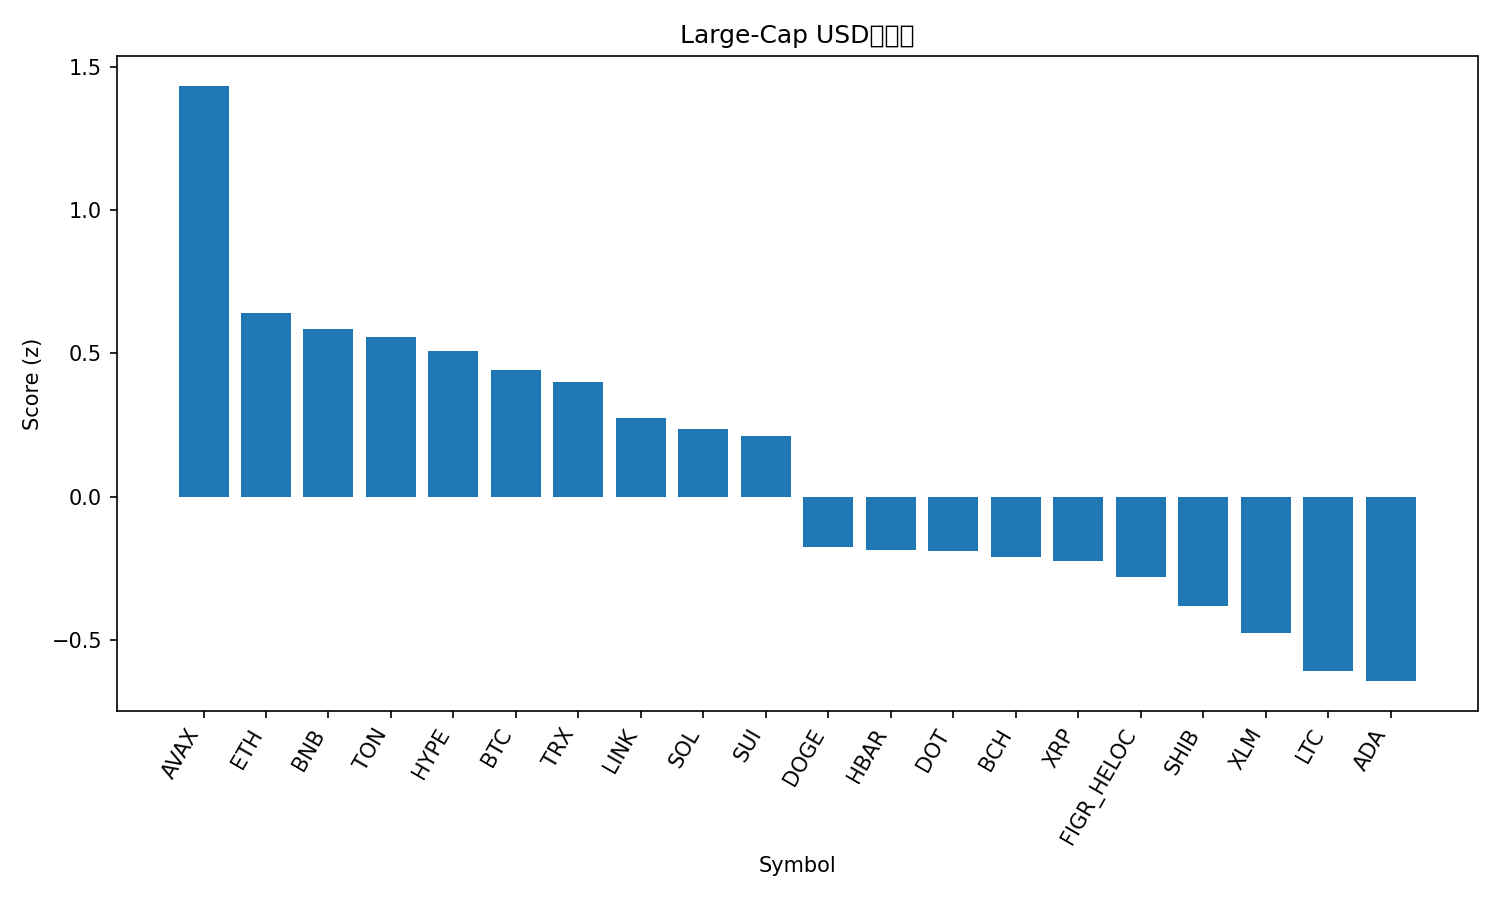 Large-Cap USD
Score (z)
1.5
1.0
0.5
0.0
−0.5
AVAX
ETH
BNB
TON
HYPE
BTC
TRX
LINK
SOL
SUI
DOGE
HBAR
DOT
BCH
XRP
FIGR_HELOC
SHIB
XLM
LTC
ADA
Symbol